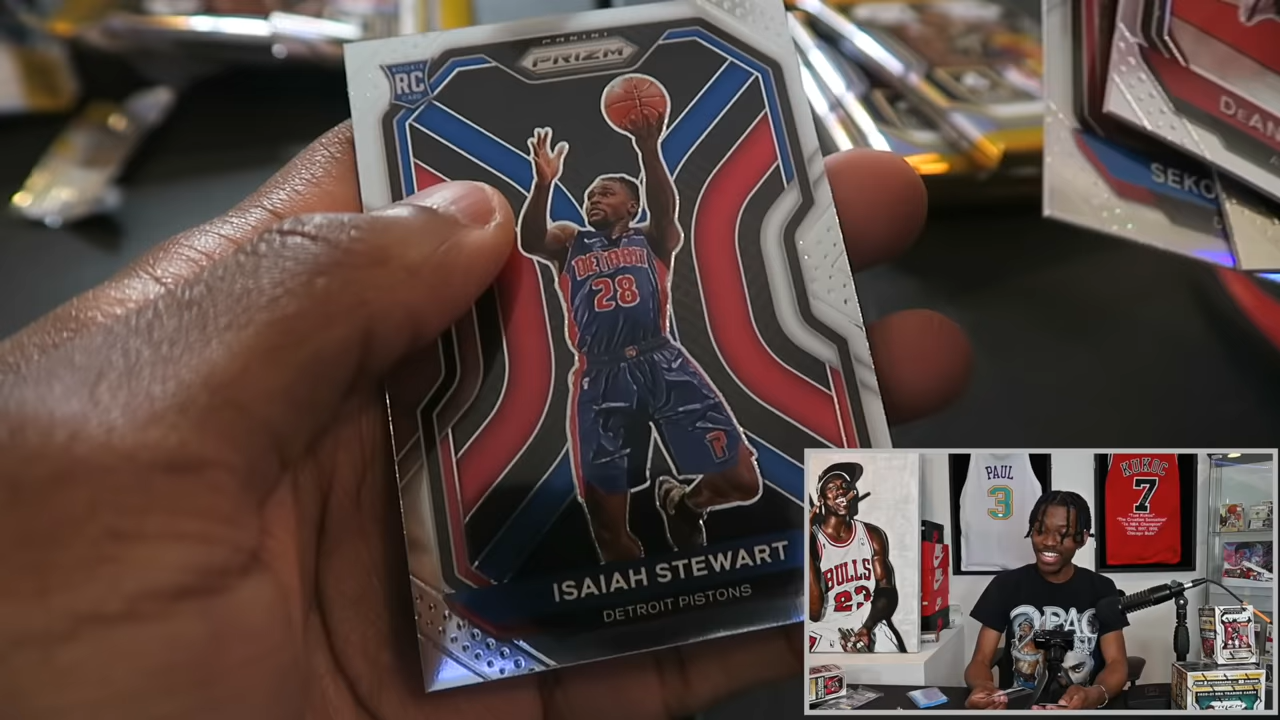 PANINI
PRIZM
ROOKIE
RC
CARD
DETROIT
28
ISAIAH STEWART
DETROIT PISTONS
DEAN
SEKO
PAUL
3
KUKOC
7
BULLS
23
2PAC
PRIZM